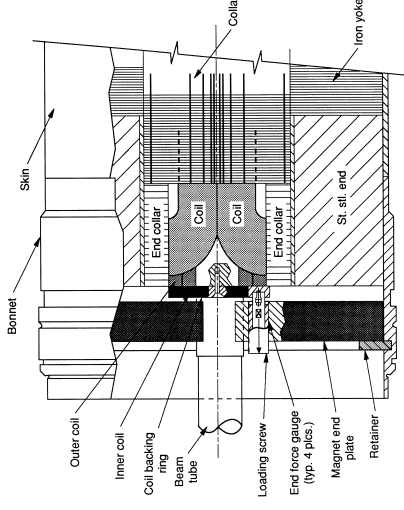 Bonnet
Skin
Collar
Iron yoke
Outer coil
Inner coil
Coil backing
ring
Beam
tube
End collar
Coil
Coil
End collar
St. stl. end
Loading screw
End force gauge
(typ. 4 plcs.)
Magnet end
plate
Retainer